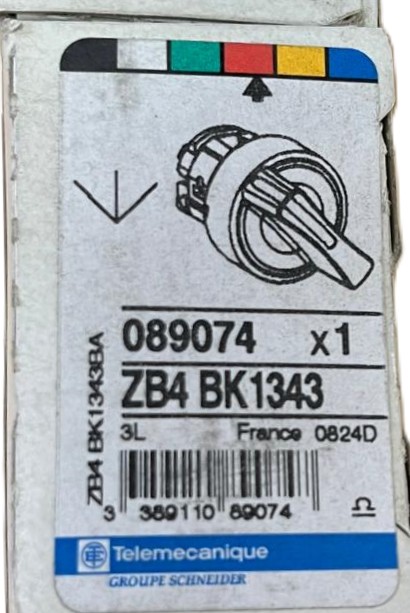 089074 x1
ZB4 BK1343
3L France 0824D
ZB4 BK1343BA
3 389110 89074
Telemecanique
GROUPE SCHNEIDER